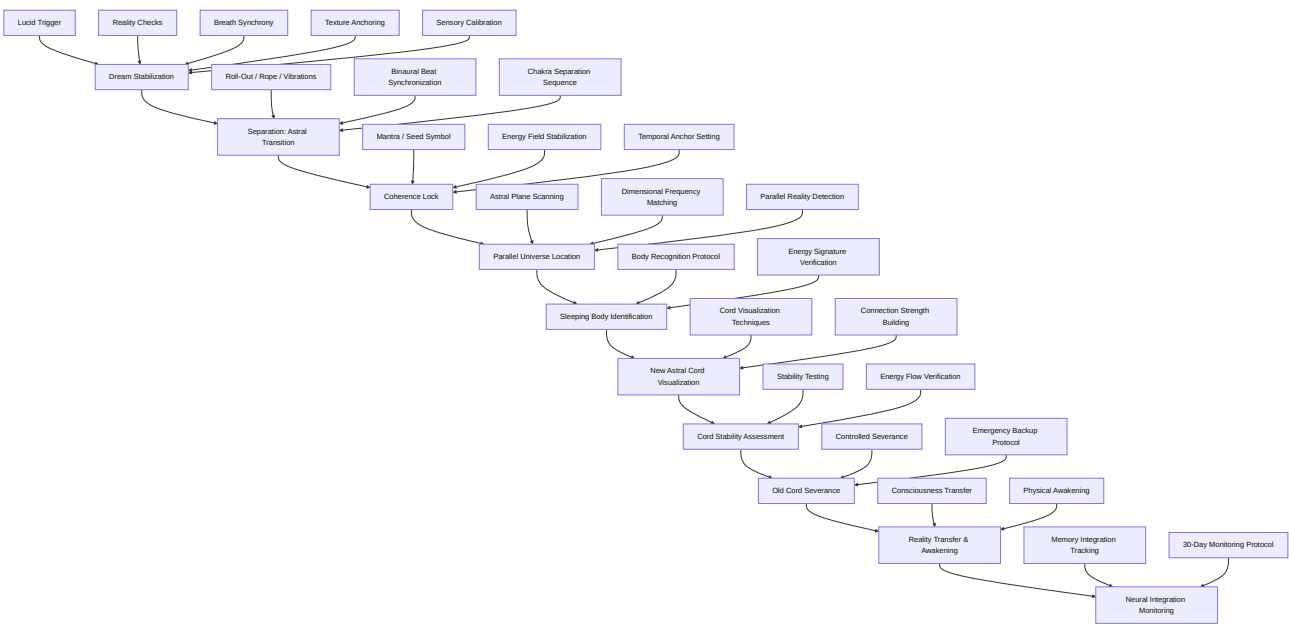 Lucid Trigger
Reality Checks
Breath Synchrony
Texture Anchoring
Sensory Calibration
Dream Stabilization
Roll-Out / Rope / Vibrations
Binaural Beat
Synchronization
Chakra Separation
Sequence
Separation: Astral
Transition
Mantra / Seed Symbol
Energy Field Stabilization
Temporal Anchor Setting
Coherence Lock
Astral Plane Scanning
Dimensional Frequency
Matching
Parallel Reality Detection
Parallel Universe Location
Body Recognition Protocol
Energy Signature
Verification
Sleeping Body Identification
Cord Visualization
Techniques
Connection Strength
Building
New Astral Cord
Visualization
Stability Testing
Energy Flow Verification
Cord Stability Assessment
Controlled Severance
Emergency Backup
Protocol
Old Cord Severance
Consciousness Transfer
Physical Awakening
Reality Transfer &
Awakening
Memory Integration
Tracking
30-Day Monitoring Protocol
Neural Integration
Monitoring